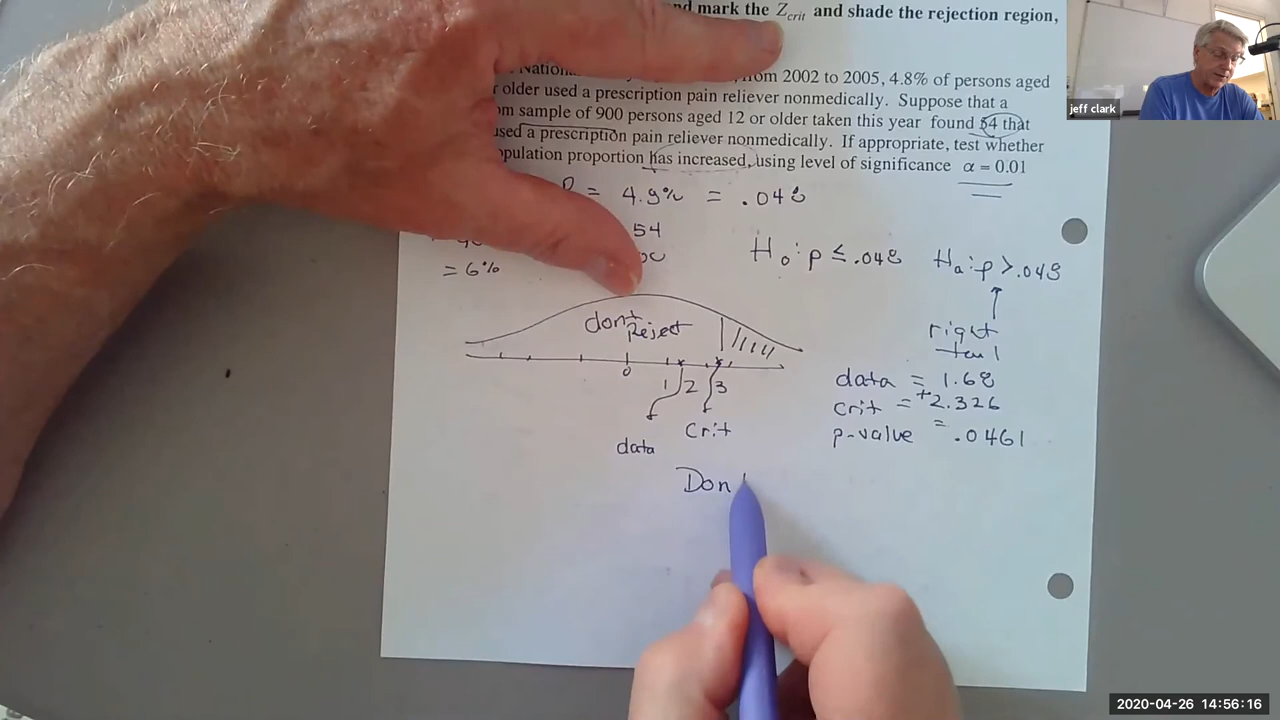 nd mark the Zcrit and shade the rejection region,
from 2002 to 2005, 4.8% of persons aged
r older used a prescription pain reliever nonmedically. Suppose that a
om sample of 900 persons aged 12 or older taken this year found 54 that
used a prescription pain reliever nonmedically. If appropriate, test whether
pulation proportion has increased, using level of significance α = 0.01
= 4.8% = .048
54
= 6%
H₀: p ≤ .048 Hₐ: p > .048
right
tail
dont
Reject
0
1 2 3
data
Crit
data = 1.68
crit = +2.326
p-value = .0461
Don
jeff clark
2020-04-26 14:56:16